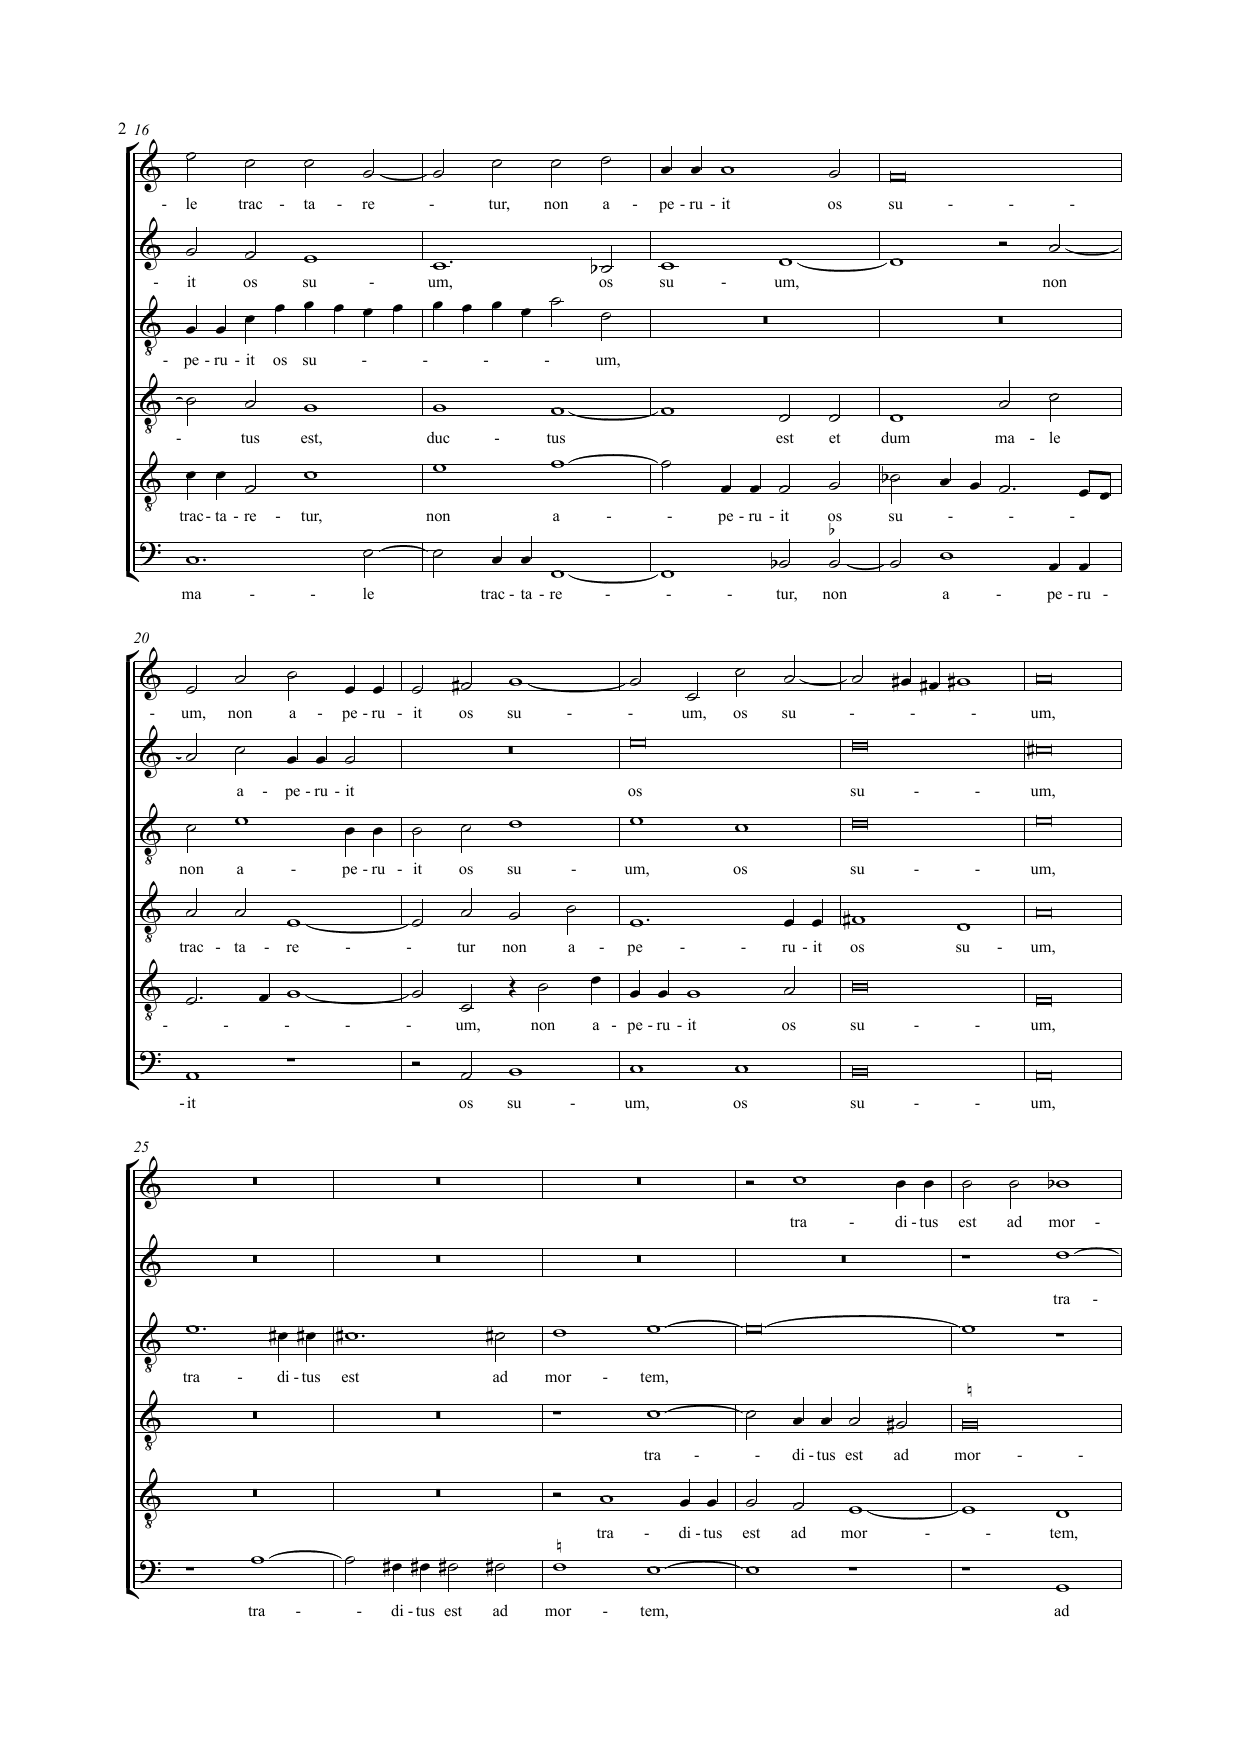 2 16
- le trac - ta - re - tur, non a - pe - ru - it os su - - -
- it os su - um, os su - um, non
- pe - ru - it os su - - - - um,
- tus est, duc - tus est et dum ma - le
trac - ta - re - tur, non a - - pe - ru - it os su - - -
ma - - le trac - ta - re - - - tur, non a - pe - ru -
20
- um, non a - pe - ru - it os su - - um, os su - - - um,
a - pe - ru - it os su - - um,
non a - pe - ru - it os su - um, os su - - um,
trac - ta - re - - tur non a - pe - - ru - it os su - um,
- - - - - um, non a - pe - ru - it os su - - um,
- it os su - um, os su - - um,
25
tra - di - tus est ad mor -
tra -
tra - di - tus est ad mor - tem,
tra - - di - tus est ad mor - -
tra - di - tus est ad mor - - tem,
tra - - di - tus est ad mor - tem, ad